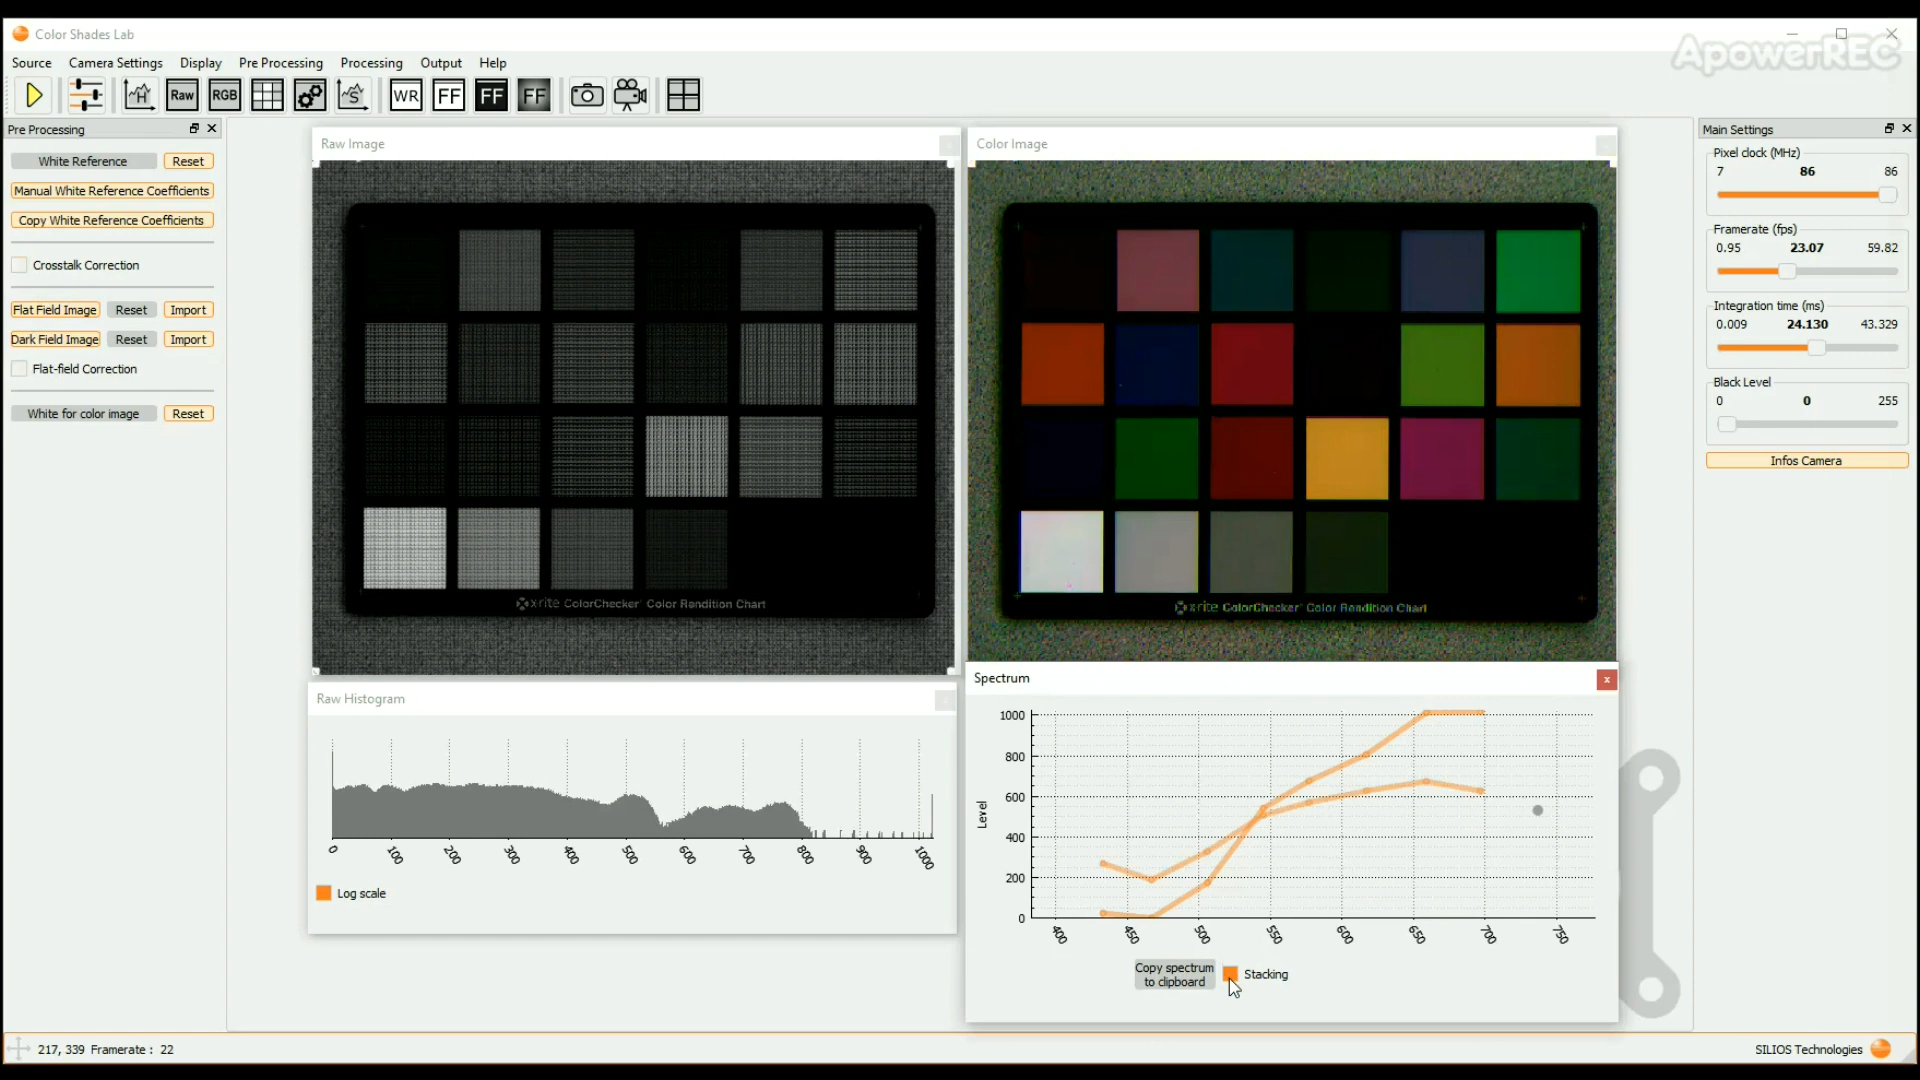 Color Shades Lab
ApowerREC
Source Camera Settings Display Pre Processing Processing Output Help
H Raw RGB S WR FF FF FF
Pre Processing
White Reference Reset
Manual White Reference Coefficients
Copy White Reference Coefficients
Crosstalk Correction
Flat Field Image Reset Import
Dark Field Image Reset Import
Flat-field Correction
White for color image Reset
Raw Image
x-rite ColorChecker Color Rendition Chart
Color Image
x-rite ColorChecker Color Rendition Chart
Raw Histogram
0 100 200 300 400 500 600 700 800 900 1000
Log scale
Spectrum
x
Level
1000
800
600
400
200
0
400 450 500 550 600 650 700 750
Copy spectrum
to clipboard
Stacking
Main Settings
Pixel clock (MHz)
7 86 86
Framerate (fps)
0.95 23.07 59.82
Integration time (ms)
0.009 24.130 43.329
Black Level
0 0 255
Infos Camera
217, 339 Framerate : 22
SILIOS Technologies